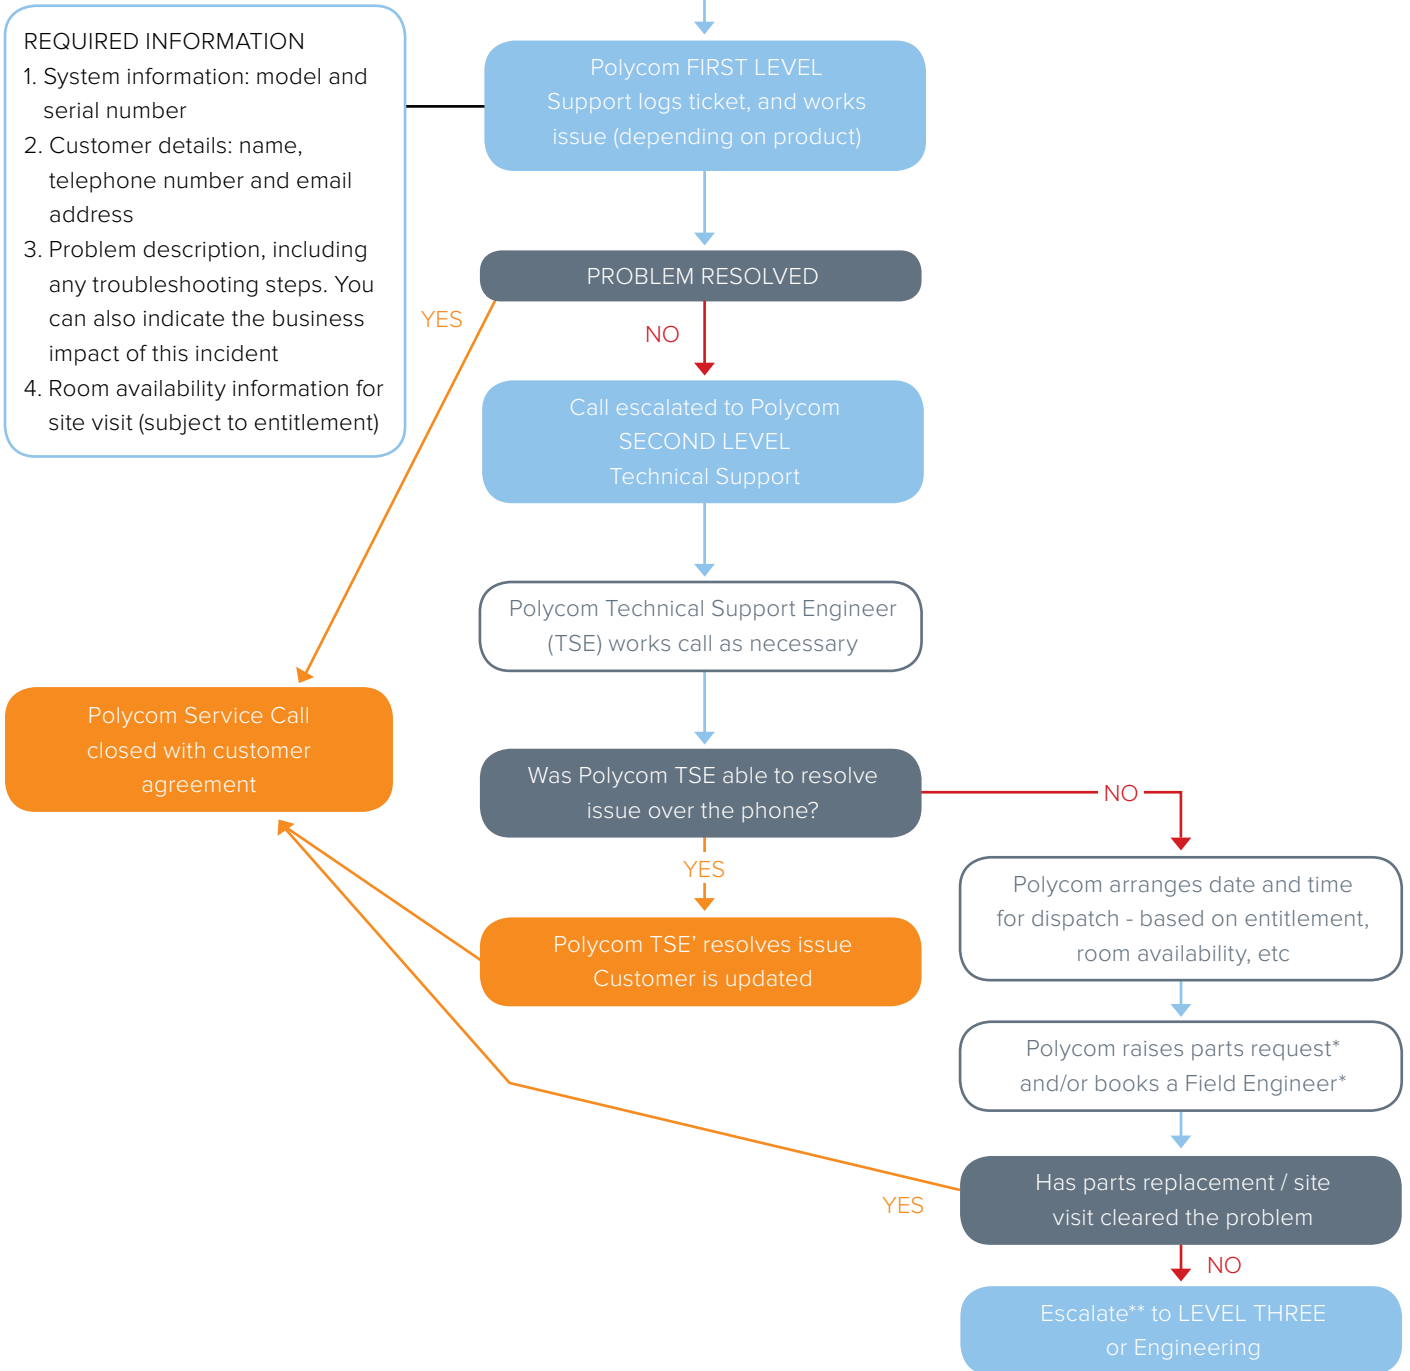 REQUIRED INFORMATION
1. System information: model and
serial number
2. Customer details: name,
telephone number and email
address
3. Problem description, including
any troubleshooting steps. You
can also indicate the business
impact of this incident
4. Room availability information for
site visit (subject to entitlement)
Polycom FIRST LEVEL
Support logs ticket, and works
issue (depending on product)
PROBLEM RESOLVED
YES
NO
Call escalated to Polycom
SECOND LEVEL
Technical Support
Polycom Technical Support Engineer
(TSE) works call as necessary
Polycom Service Call
closed with customer
agreement
Was Polycom TSE able to resolve
issue over the phone?
NO
YES
Polycom TSE’ resolves issue
Customer is updated
Polycom arranges date and time
for dispatch - based on entitlement,
room availability, etc
Polycom raises parts request*
and/or books a Field Engineer*
Has parts replacement / site
visit cleared the problem
YES
NO
Escalate** to LEVEL THREE
or Engineering